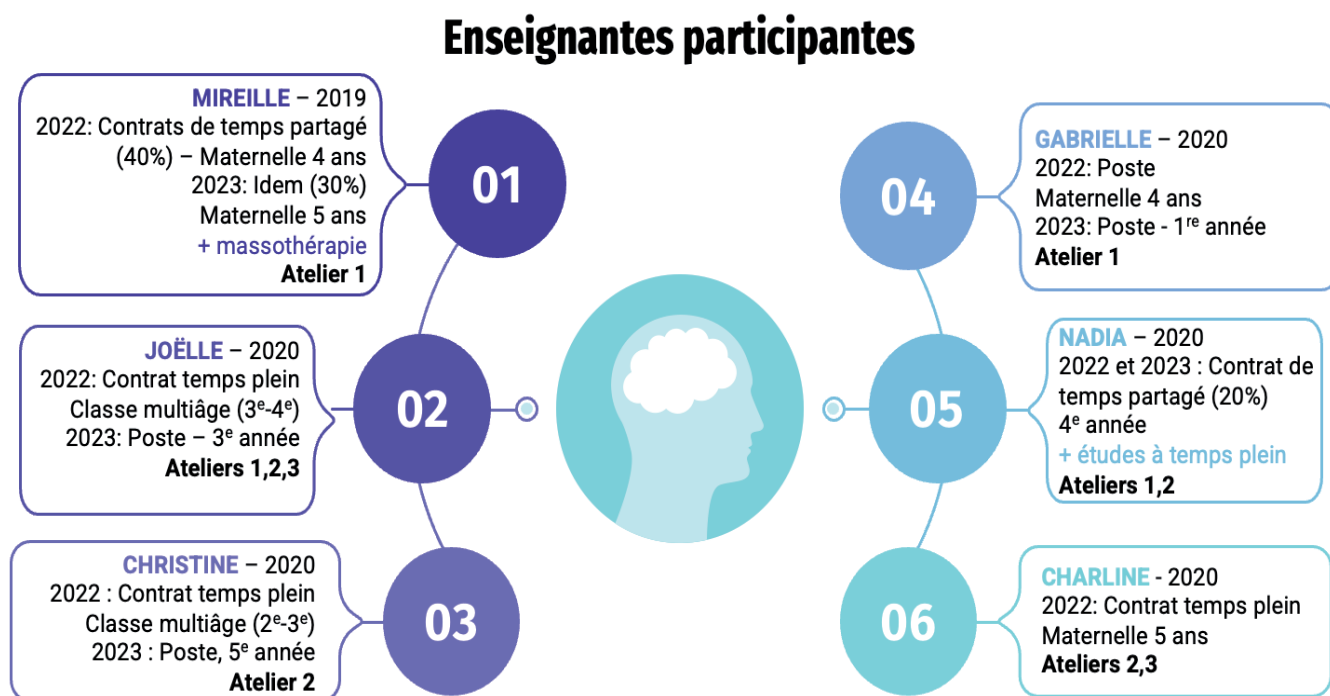 Enseignantes participantes
MIREILLE – 2019
2022: Contrats de temps partagé
(40%) – Maternelle 4 ans
2023: Idem (30%)
Maternelle 5 ans
+ massothérapie
Atelier 1
01
JOËLLE – 2020
2022: Contrat temps plein
Classe multiâge (3e-4e)
2023: Poste – 3e année
Ateliers 1,2,3
02
CHRISTINE – 2020
2022 : Contrat temps plein
Classe multiâge (2e-3e)
2023 : Poste, 5e année
Atelier 2
03
04
GABRIELLE – 2020
2022: Poste
Maternelle 4 ans
2023: Poste - 1re année
Atelier 1
05
NADIA – 2020
2022 et 2023 : Contrat de
temps partagé (20%)
4e année
+ études à temps plein
Ateliers 1,2
06
CHARLINE - 2020
2022: Contrat temps plein
Maternelle 5 ans
Ateliers 2,3